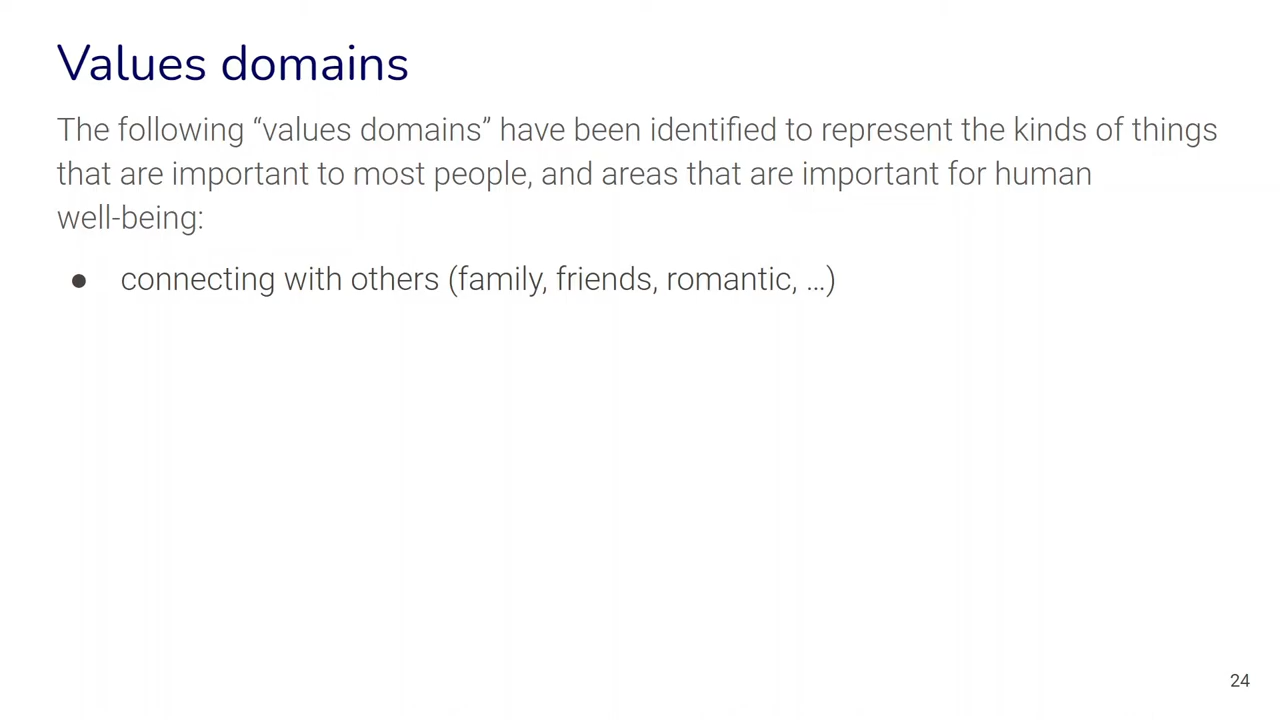 Values domains
The following “values domains” have been identified to represent the kinds of things
that are important to most people, and areas that are important for human
well-being:
● connecting with others (family, friends, romantic, …)
24